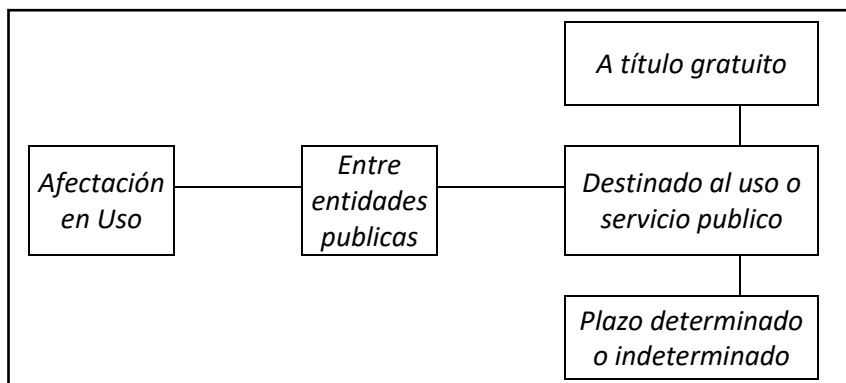 A título gratuito
Afectación
en Uso
Entre
entidades
publicas
Destinado al uso o
servicio publico
Plazo determinado
o indeterminado